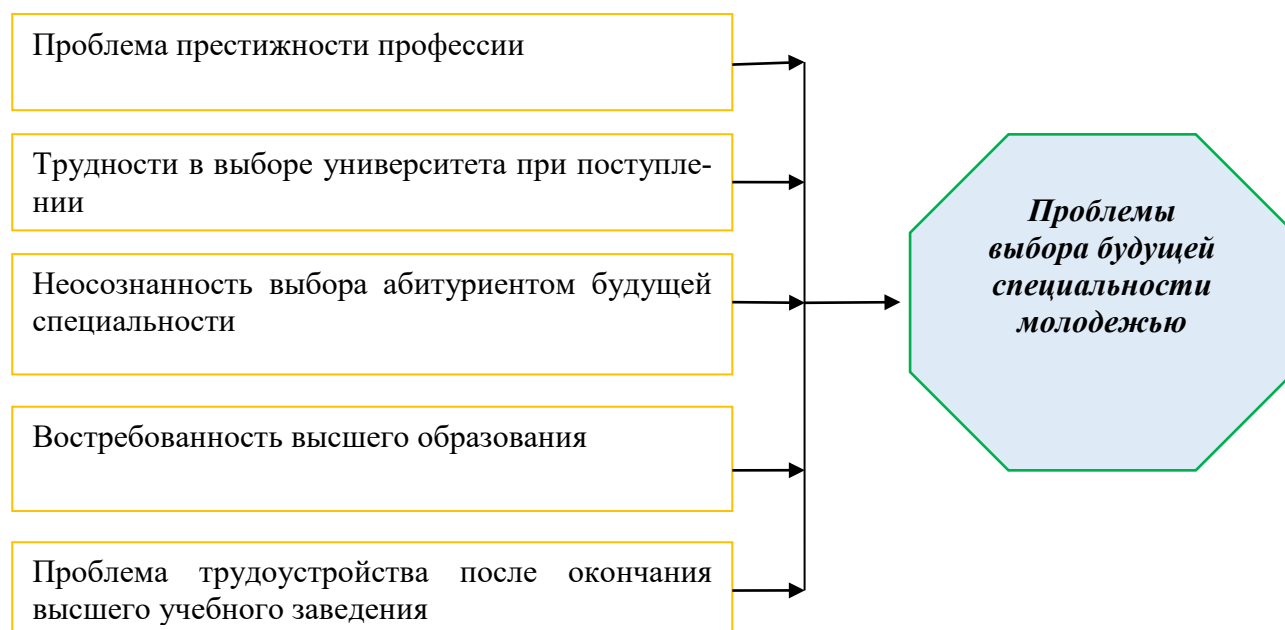 Проблема престижности профессии
Трудности в выборе университета при поступле-
нии
Неосознанность выбора абитуриентом будущей
специальности
Востребованность высшего образования
Проблема трудоустройства после окончания
высшего учебного заведения
Проблемы
выбора будущей
специальности
молодежью